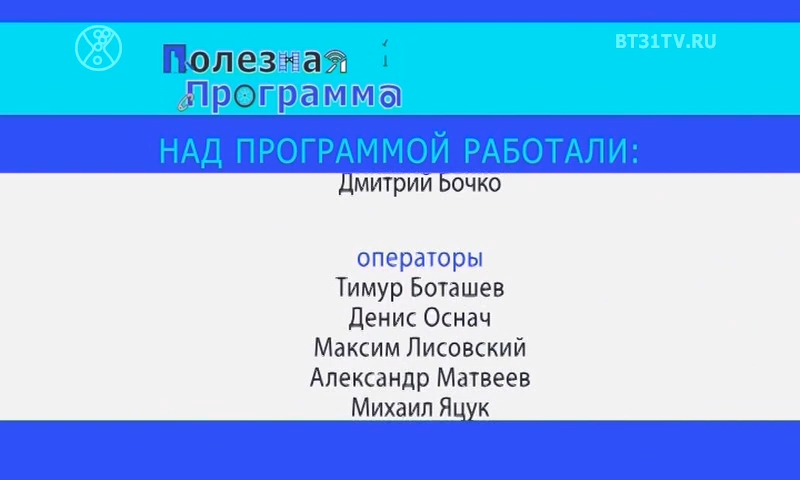 Полезная
BT31TV.RU
Программа
НАД ПРОГРАММОЙ РАБОТАЛИ:
Дмитрий Бочко
операторы
Тимур Боташев
Денис Оснач
Максим Лисовский
Александр Матвеев
Михаил Яцук